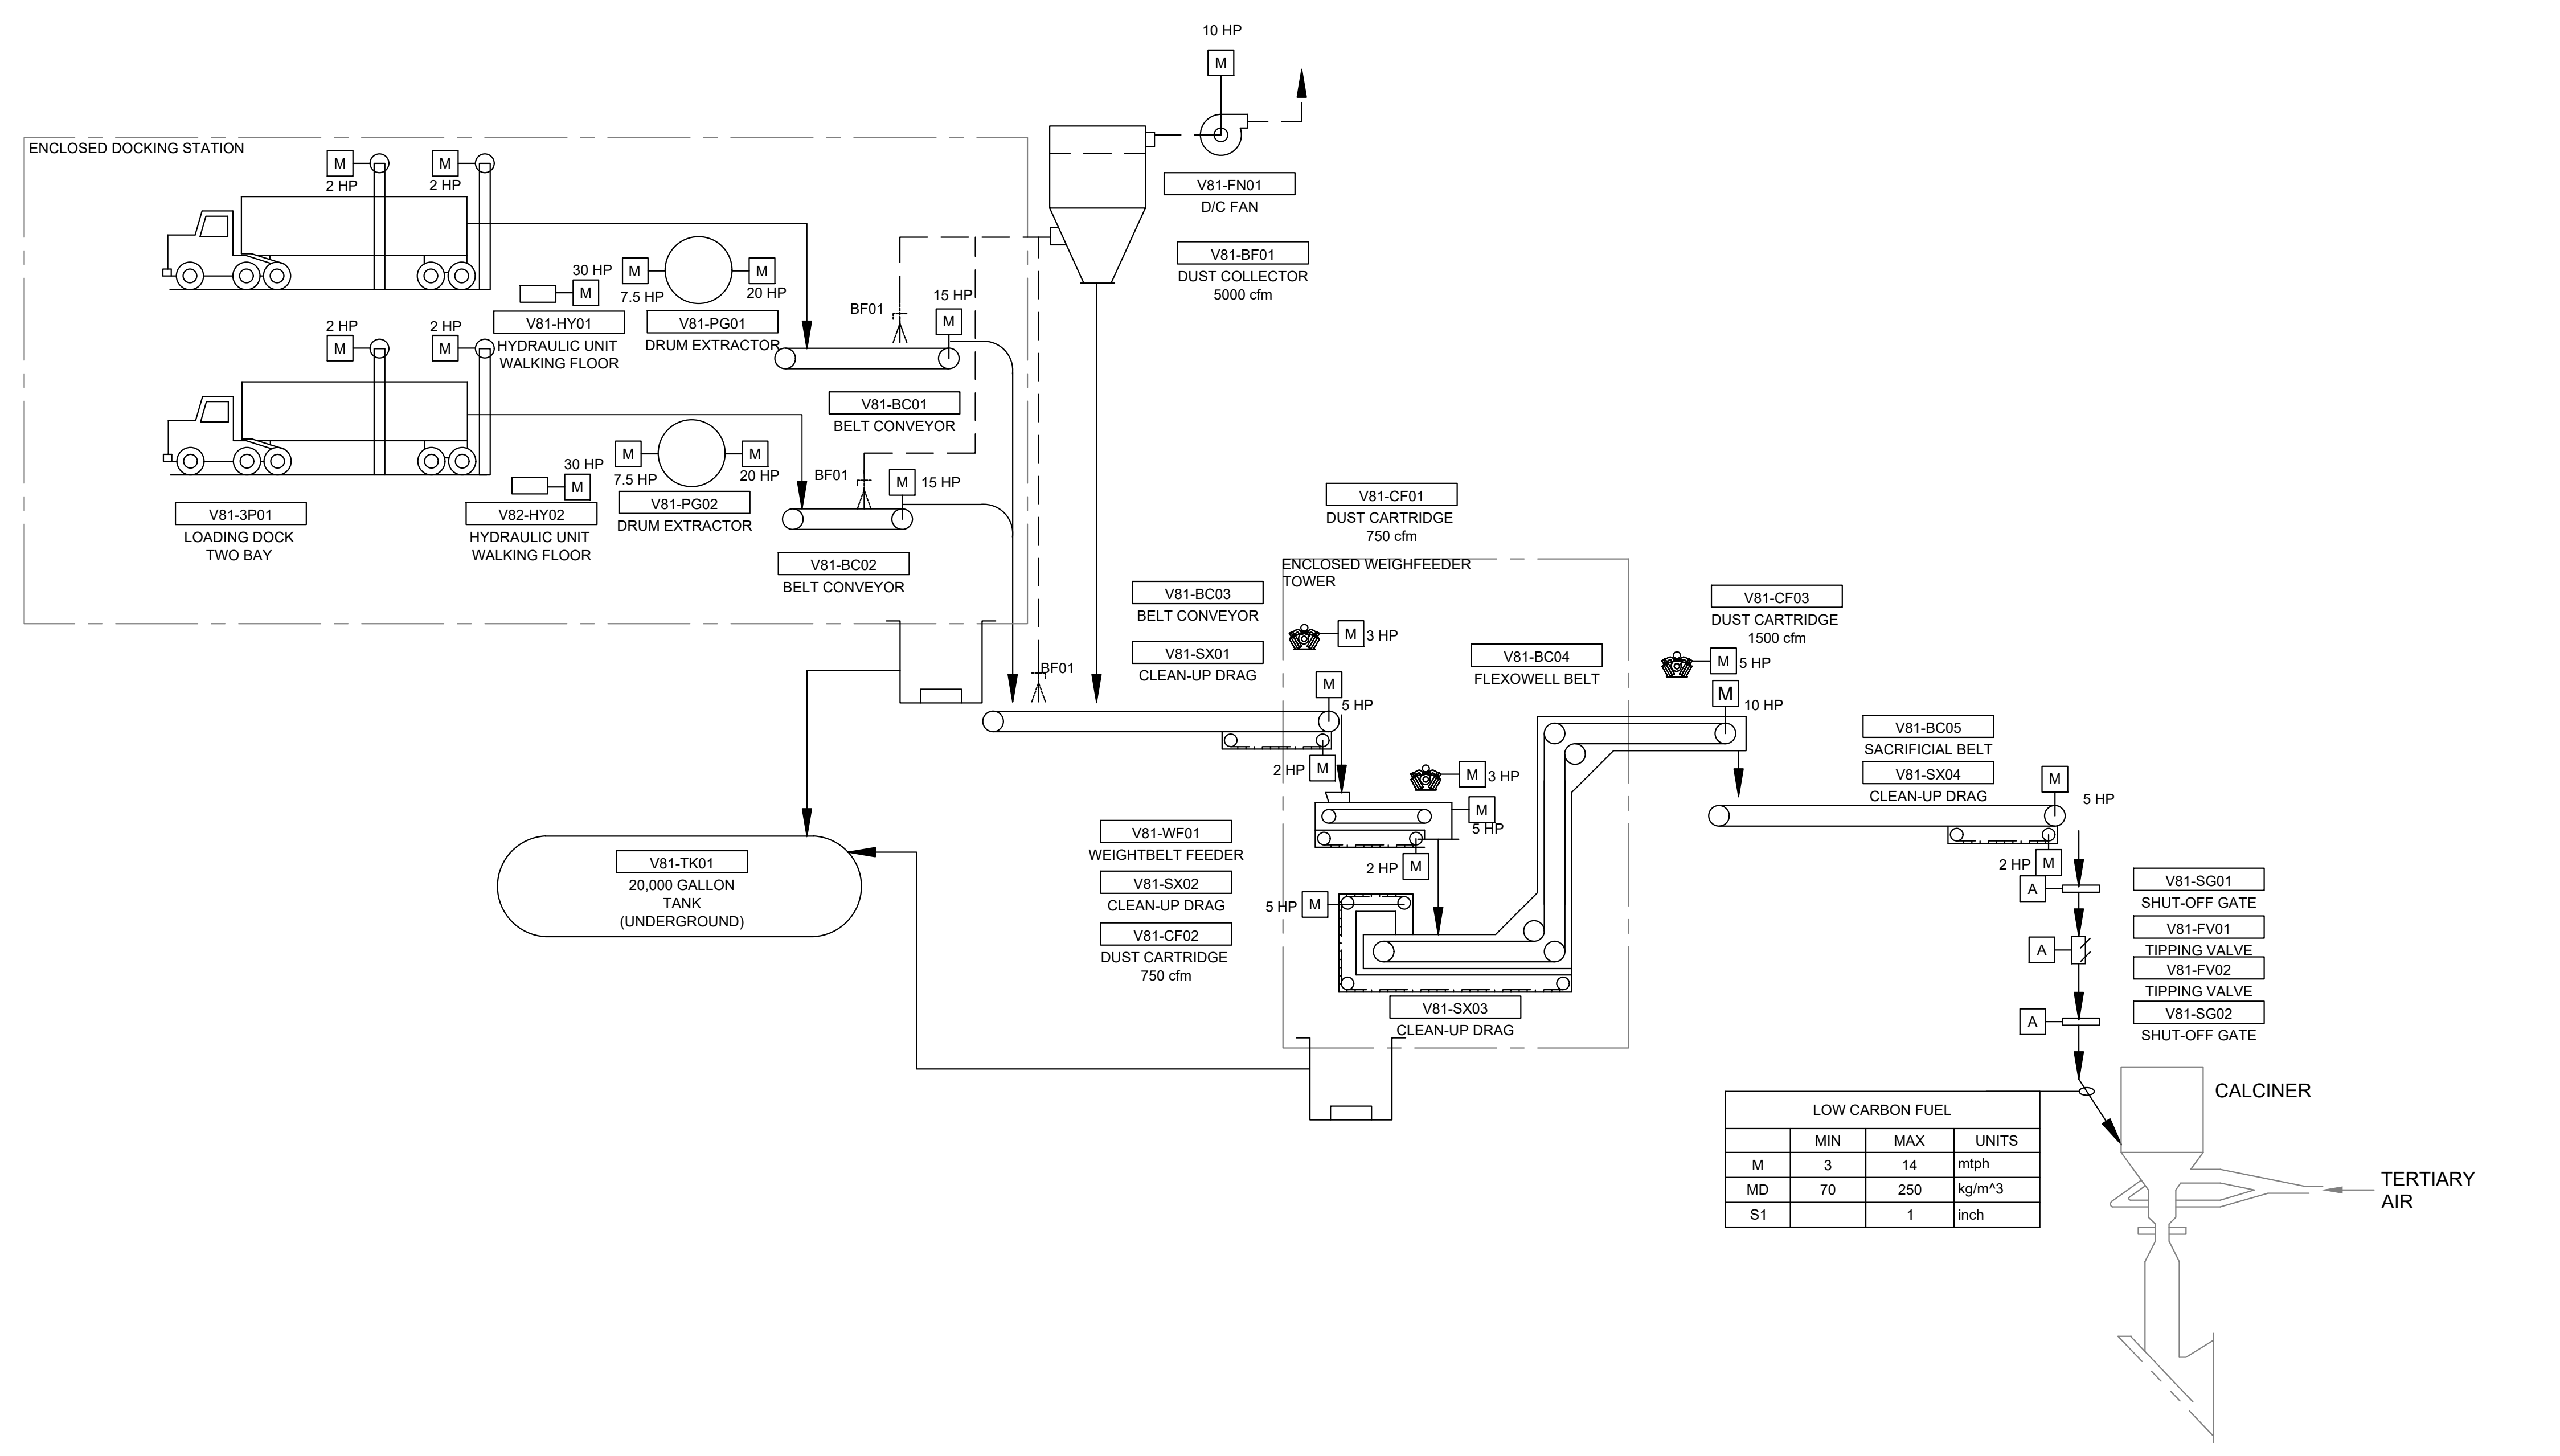 10 HP
M
ENCLOSED DOCKING STATION
M
2 HP
M
2 HP
V81-FN01
D/C FAN
V81-BF01
DUST COLLECTOR
5000 cfm
30 HP
M
V81-HY01
HYDRAULIC UNIT
WALKING FLOOR
M
7.5 HP
M
20 HP
V81-PG01
DRUM EXTRACTOR
BF01
15 HP
M
V81-BC01
BELT CONVEYOR
2 HP
M
2 HP
M
V81-3P01
LOADING DOCK
TWO BAY
30 HP
M
V82-HY02
HYDRAULIC UNIT
WALKING FLOOR
M
7.5 HP
M
20 HP
V81-PG02
DRUM EXTRACTOR
BF01
M
15 HP
V81-BC02
BELT CONVEYOR
BF01
V81-BC03
BELT CONVEYOR
V81-SX01
CLEAN-UP DRAG
V81-CF01
DUST CARTRIDGE
750 cfm
ENCLOSED WEIGHFEEDER
TOWER
M
3 HP
V81-BC04
FLEXOWELL BELT
M
5 HP
2 HP
M
M
3 HP
M
5 HP
2 HP
M
5 HP
M
V81-WF01
WEIGHTBELT FEEDER
V81-SX02
CLEAN-UP DRAG
V81-CF02
DUST CARTRIDGE
750 cfm
V81-SX03
CLEAN-UP DRAG
V81-TK01
20,000 GALLON
TANK
(UNDERGROUND)
V81-CF03
DUST CARTRIDGE
1500 cfm
M
5 HP
M
10 HP
V81-BC05
SACRIFICIAL BELT
V81-SX04
CLEAN-UP DRAG
M
5 HP
2 HP
M
A
V81-SG01
SHUT-OFF GATE
V81-FV01
TIPPING VALVE
A
V81-FV02
TIPPING VALVE
V81-SG02
SHUT-OFF GATE
A
CALCINER
TERTIARY
AIR
LOW CARBON FUEL
MIN MAX UNITS
M 3 14 mtph
MD 70 250 kg/m^3
S1 1 inch